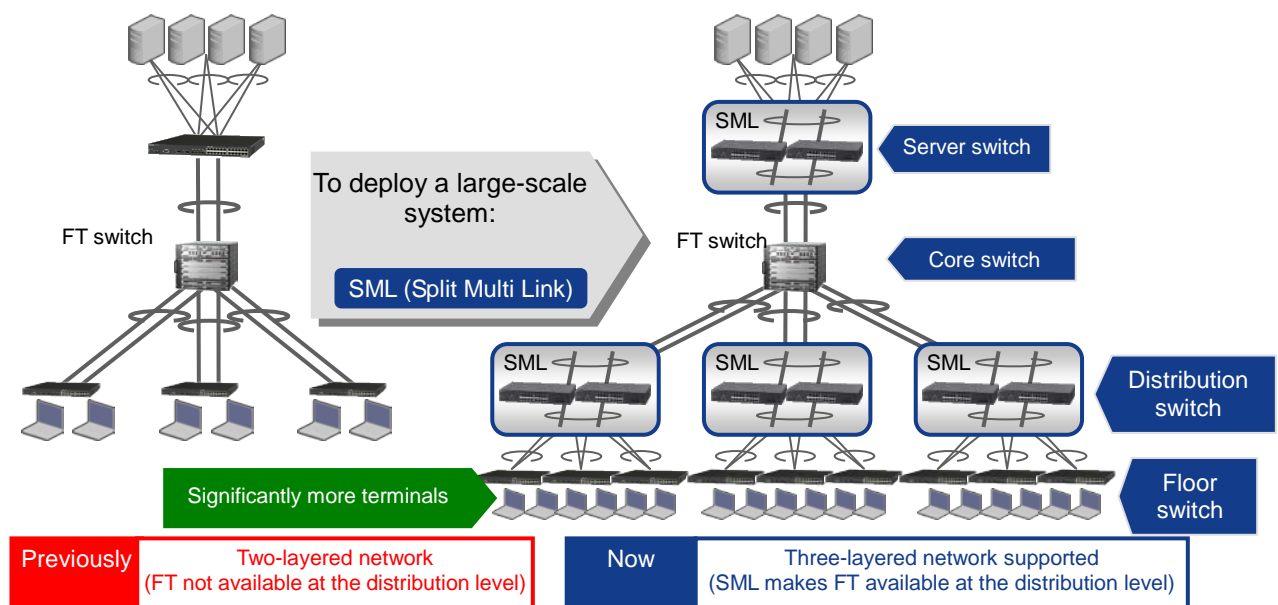 SML
Server switch
To deploy a large-scale
system:
SML (Split Multi Link)
FT switch
FT switch
Core switch
SML
SML
SML
Distribution
switch
Significantly more terminals
Floor
switch
Previously
Two-layered network
(FT not available at the distribution level)
Now
Three-layered network supported
(SML makes FT available at the distribution level)